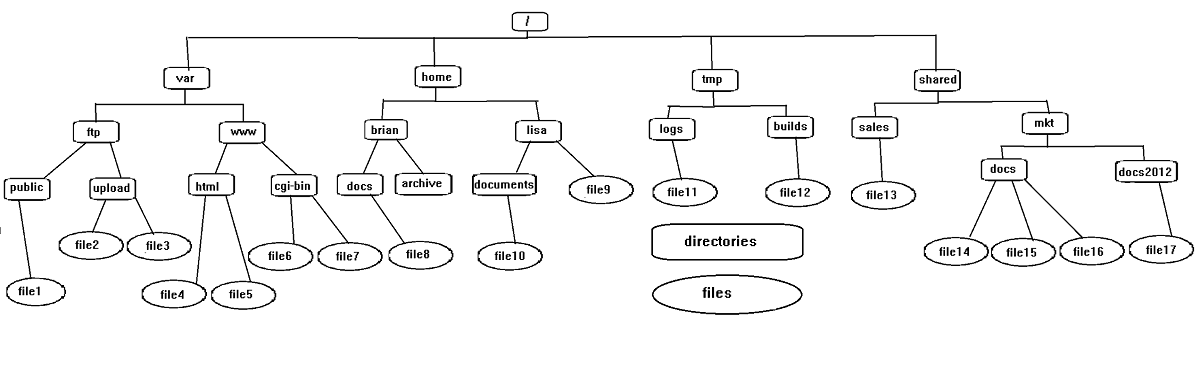 /
var home tmp shared
ftp www brian lisa logs builds sales mkt
public upload html cgi-bin docs archive documents file9 file11 file12 file13 docs docs2012
file2 file3 file6 file7 file8 file10 directories file14 file15 file16 file17
file1 file4 file5 files